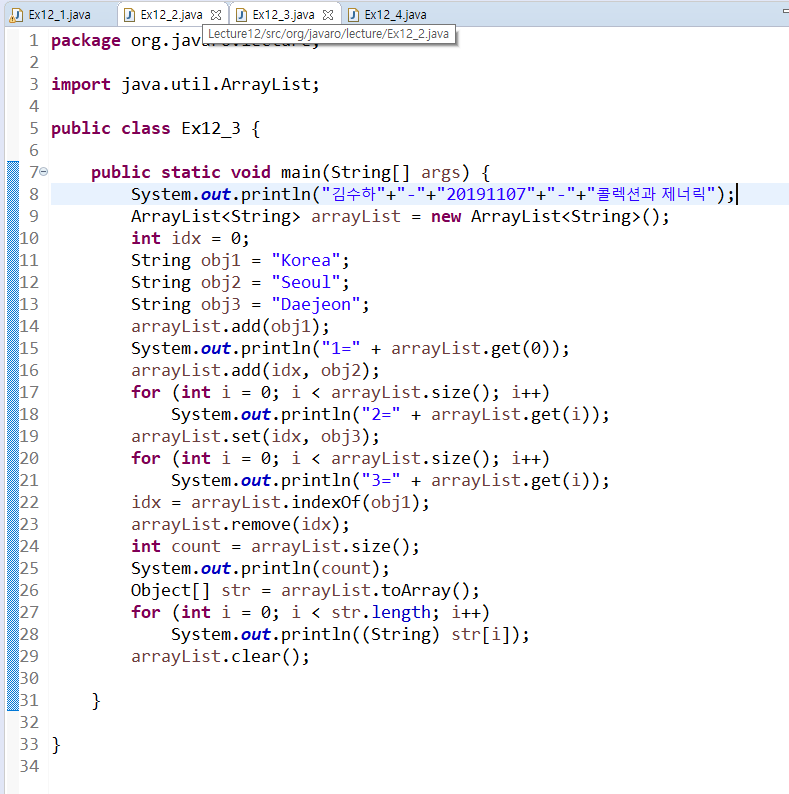 Ex12_1.java Ex12_2.java Ex12_3.java Ex12_4.java
Lecture12/src/org/javaro/lecture/Ex12_2.java
1 package org.javaro.lecture;
2
3 import java.util.ArrayList;
4
5 public class Ex12_3 {
6
7 public static void main(String[] args) {
8 System.out.println("김수하"+"-"+"20191107"+"-"+"콜렉션과 제너릭");
9 ArrayList<String> arrayList = new ArrayList<String>();
10 int idx = 0;
11 String obj1 = "Korea";
12 String obj2 = "Seoul";
13 String obj3 = "Daejeon";
14 arrayList.add(obj1);
15 System.out.println("1=" + arrayList.get(0));
16 arrayList.add(idx, obj2);
17 for (int i = 0; i < arrayList.size(); i++)
18 System.out.println("2=" + arrayList.get(i));
19 arrayList.set(idx, obj3);
20 for (int i = 0; i < arrayList.size(); i++)
21 System.out.println("3=" + arrayList.get(i));
22 idx = arrayList.indexOf(obj1);
23 arrayList.remove(idx);
24 int count = arrayList.size();
25 System.out.println(count);
26 Object[] str = arrayList.toArray();
27 for (int i = 0; i < str.length; i++)
28 System.out.println((String) str[i]);
29 arrayList.clear();
30
31 }
32
33 }
34